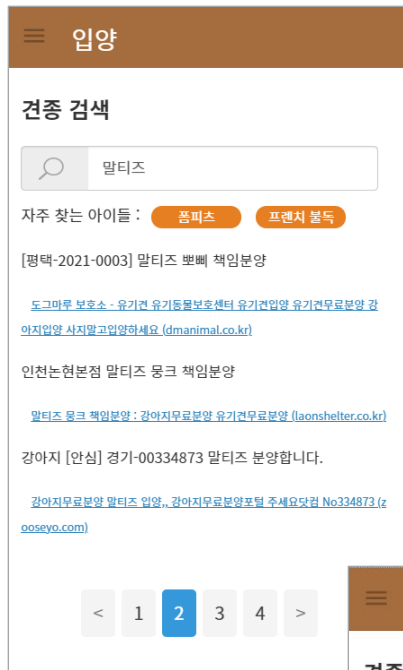 입양
견종 검색
말티즈
자주 찾는 아이들 : 폼피츠 프렌치 불독
[평택-2021-0003] 말티즈 뽀삐 책임분양
도그마루 보호소 - 유기견 유기동물보호센터 유기견입양 유기견무료분양 강
아지입양 사지말고입양하세요 (dmanimal.co.kr)
인천논현본점 말티즈 뭉크 책임분양
말티즈 뭉크 책임분양 : 강아지무료분양 유기견무료분양 (laonshelter.co.kr)
강아지 [안심] 경기-00334873 말티즈 분양합니다.
강아지무료분양 말티즈 입양,, 강아지무료분양포털 주세요닷컴 No334873 (z
ooseyo.com)
< 1 2 3 4 >